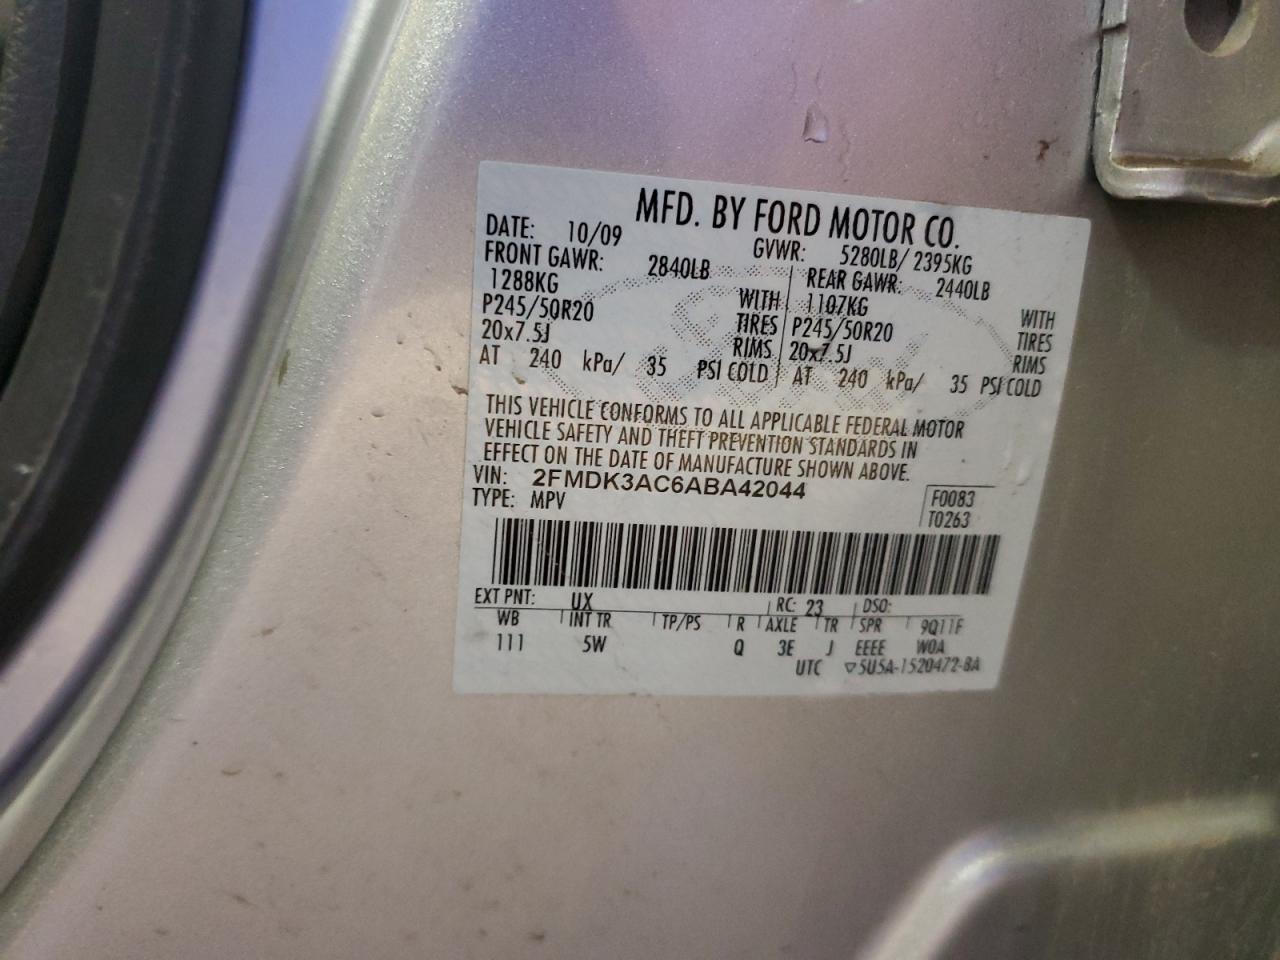 MFD. BY FORD MOTOR CO.
DATE: 10/09 GVWR: 5280LB/ 2395KG
FRONT GAWR: 2840LB REAR GAWR: 2440LB
1288KG WITH 1107KG WITH
P245/50R20 TIRES P245/50R20 TIRES
20x7.5J RIMS 20x7.5J RIMS
AT 240 kPa/ 35 PSI COLD AT 240 kPa/ 35 PSI COLD
THIS VEHICLE CONFORMS TO ALL APPLICABLE FEDERAL MOTOR
VEHICLE SAFETY AND THEFT PREVENTION STANDARDS IN
EFFECT ON THE DATE OF MANUFACTURE SHOWN ABOVE.
VIN: 2FMDK3AC6ABA42044 F0083
TYPE: MPV T0263
EXT PNT: UX RC: 23 DSO:
WB INT TR TP/PS R AXLE TR SPR 9Q11F
111 5W Q 3E J EEEE W0A
UTC ▽5U5A-1520472-BA